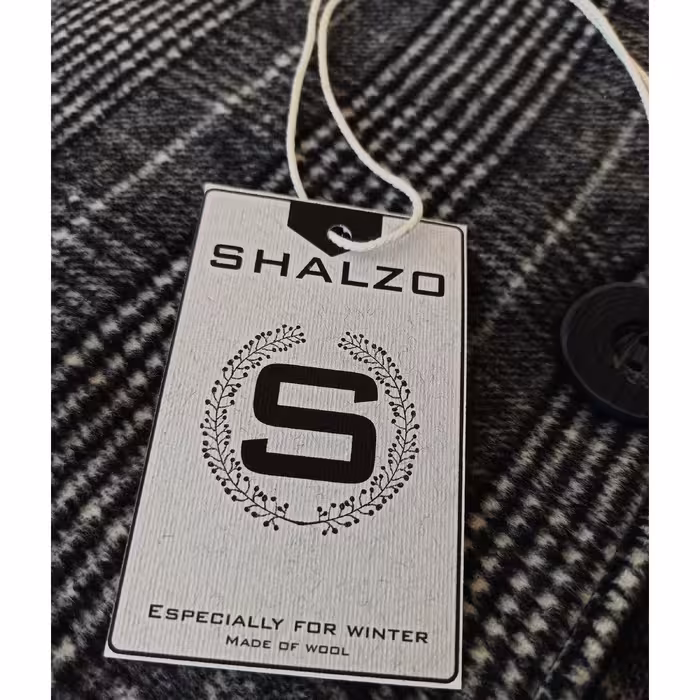 SHALZO
S
ESPECIALLY FOR WINTER
MADE OF WOOL